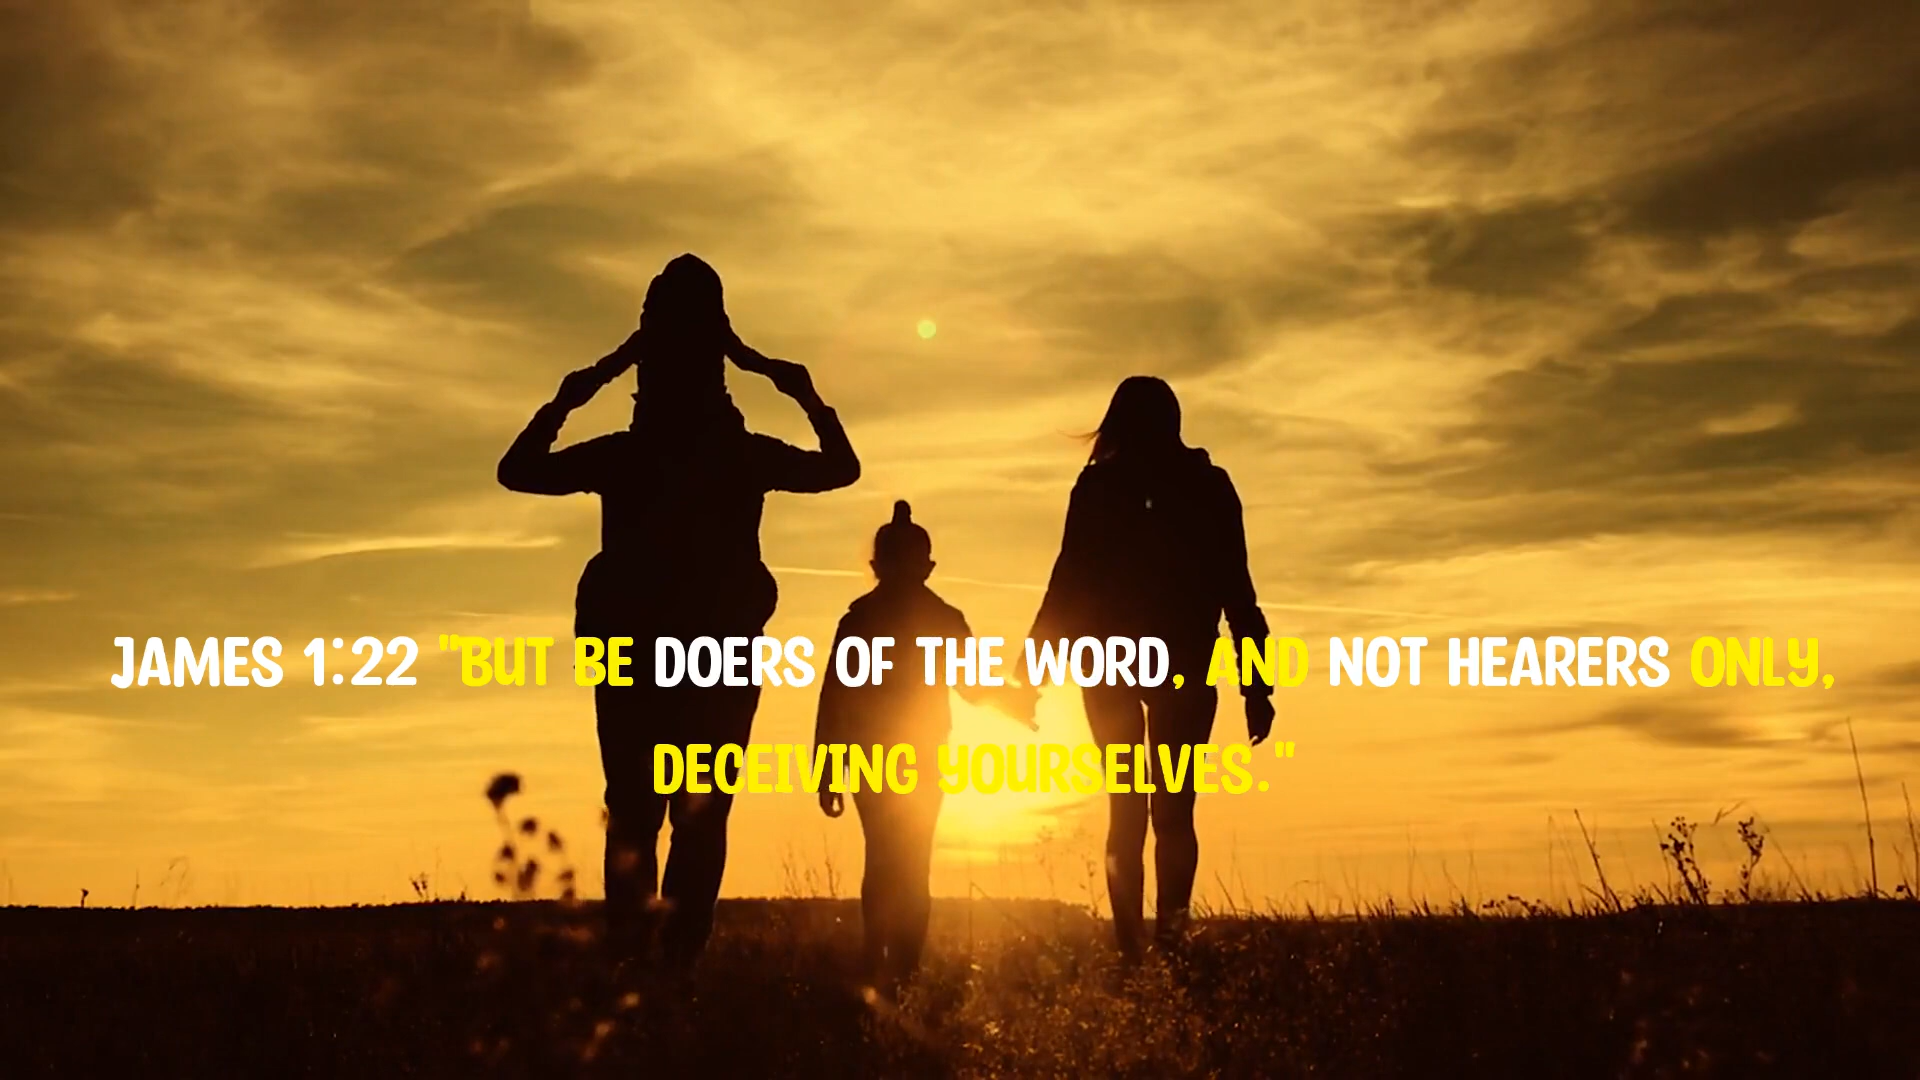 JAMES 1:22 "BUT BE DOERS OF THE WORD, AND NOT HEARERS ONLY,
DECEIVING YOURSELVES."